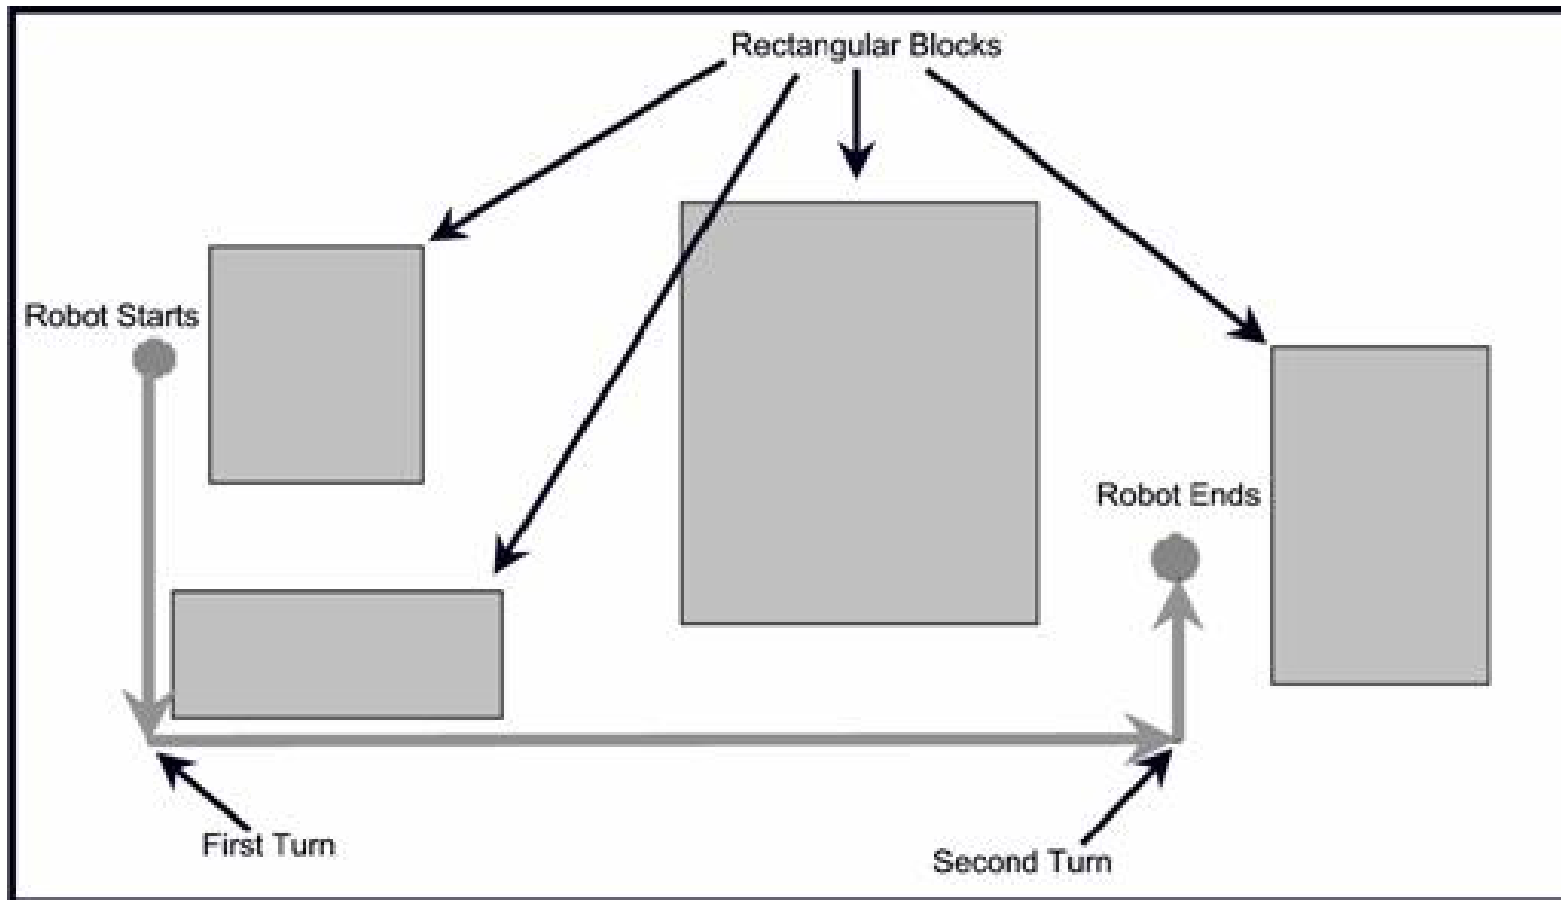 Rectangular Blocks
Robot Starts
Robot Ends
First Turn
Second Turn